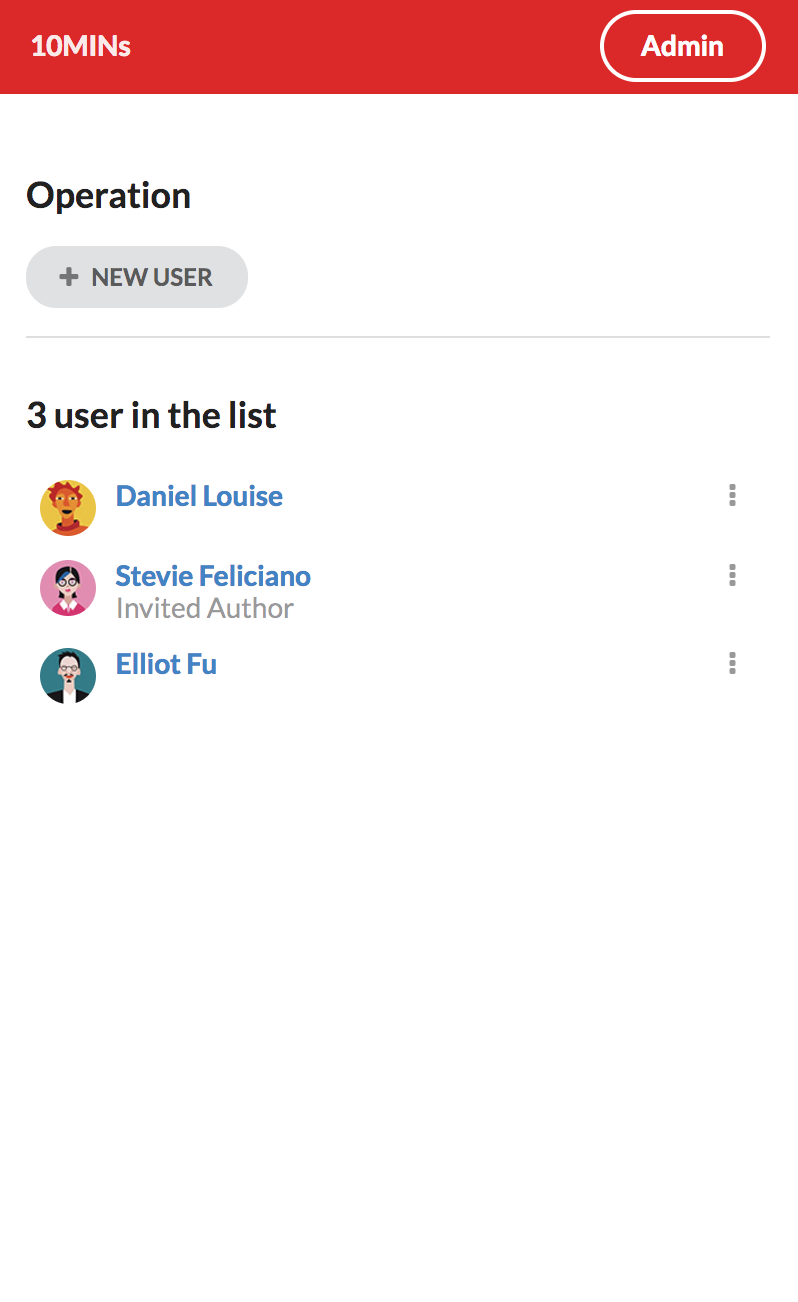 10MINs
Admin
Operation
NEW USER
3 user in the list
Daniel Louise
Stevie Feliciano
Invited Author
Elliot Fu